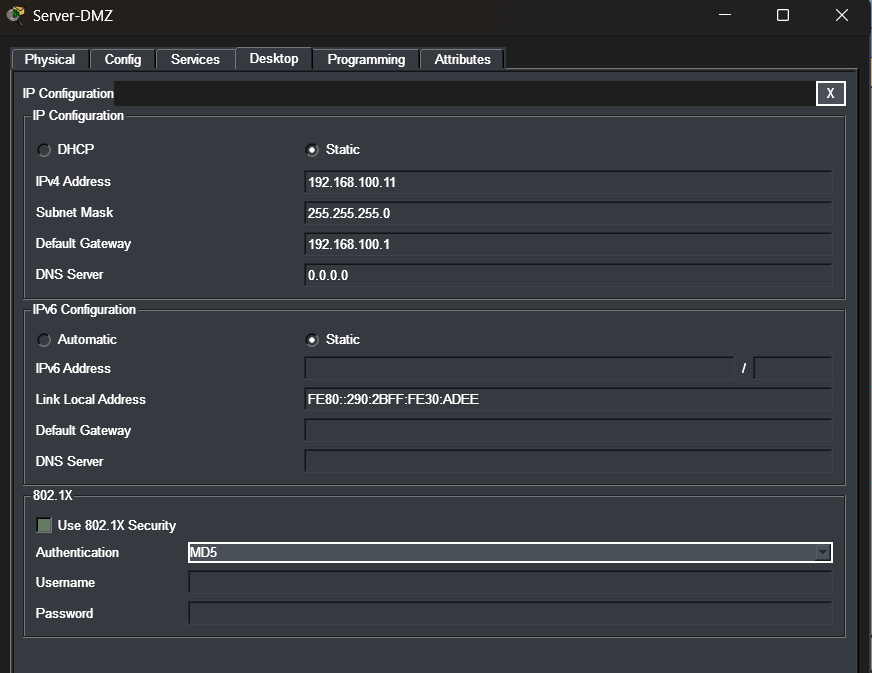 Server-DMZ
Physical Config Services Desktop Programming Attributes
IP Configuration X
IP Configuration
DHCP Static
IPv4 Address 192.168.100.11
Subnet Mask 255.255.255.0
Default Gateway 192.168.100.1
DNS Server 0.0.0.0
IPv6 Configuration
Automatic Static
IPv6 Address /
Link Local Address FE80::290:2BFF:FE30:ADEE
Default Gateway
DNS Server
802.1X
Use 802.1X Security
Authentication MD5
Username
Password